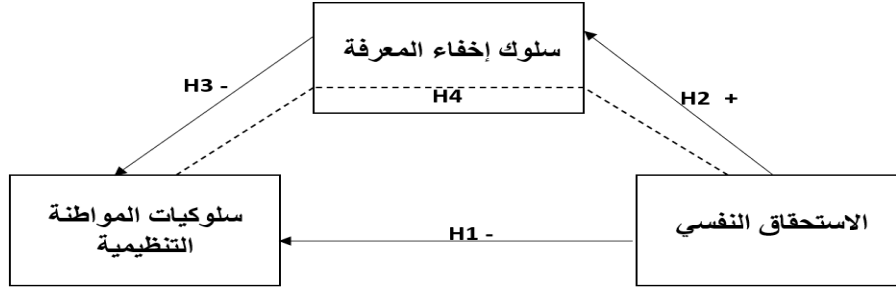 سلوك إخفاء المعرفة
H3 -
H4
H2 +
سلوكيات المواطنة
التنظيمية
H1 -
الاستحقاق النفسي